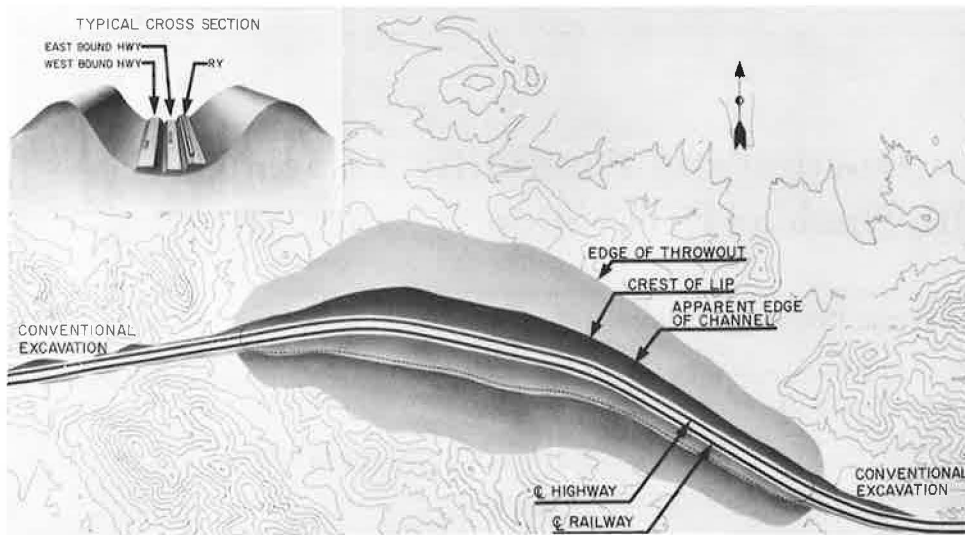 TYPICAL CROSS SECTION
EAST BOUND HWY
WEST BOUND HWY
RY
EDGE OF THROWOUT
CREST OF LIP
APPARENT EDGE
OF CHANNEL
CONVENTIONAL
EXCAVATION
CONVENTIONAL
EXCAVATION
℄ HIGHWAY
℄ RAILWAY